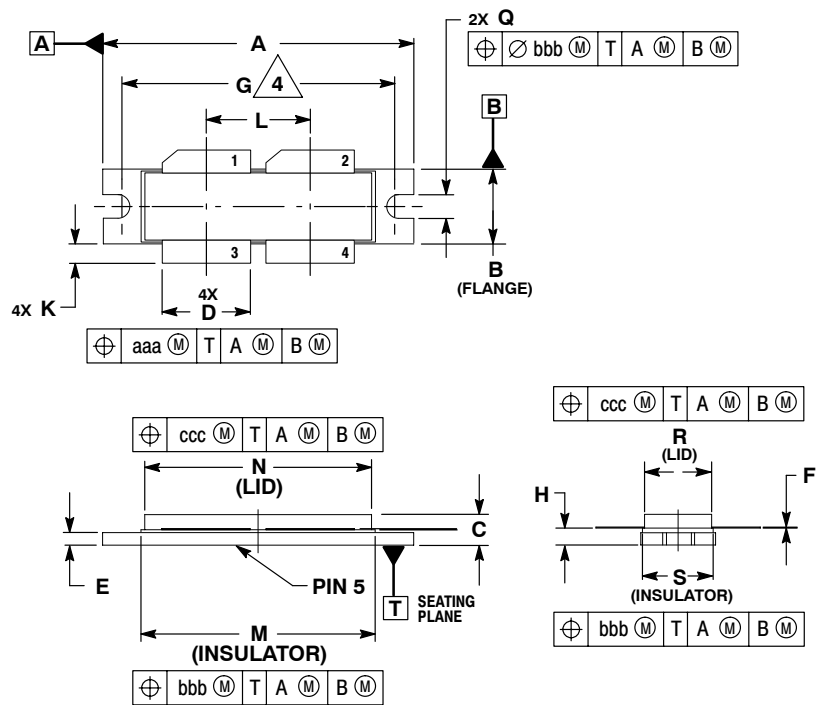 A
A
2X Q
⌖ ∅ bbb Ⓜ T A Ⓜ B Ⓜ
G 4
L
B
1 2
3 4
B
(FLANGE)
4X K
4X
D
⌖ aaa Ⓜ T A Ⓜ B Ⓜ
⌖ ccc Ⓜ T A Ⓜ B Ⓜ
N
(LID)
C
E
PIN 5
T SEATING
PLANE
M
(INSULATOR)
⌖ bbb Ⓜ T A Ⓜ B Ⓜ
⌖ ccc Ⓜ T A Ⓜ B Ⓜ
R
(LID)
F
H
S
(INSULATOR)
⌖ bbb Ⓜ T A Ⓜ B Ⓜ